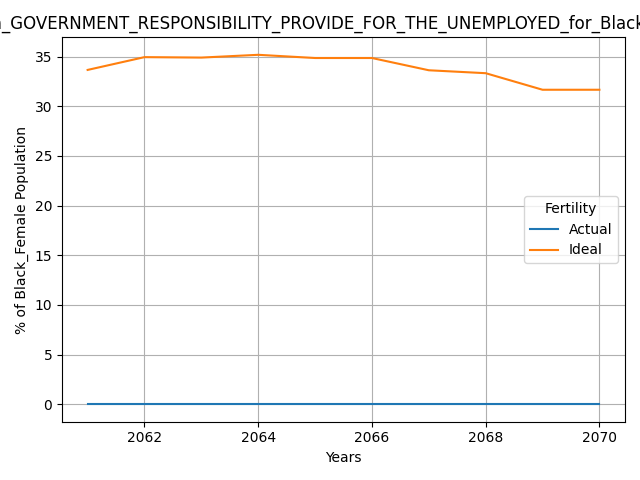 GOVERNMENT_RESPONSIBILITY_PROVIDE_FOR_THE_UNEMPLOYED_for_Black
35
30
25
20
15
10
5
0
% of Black_Female Population
Fertility
Actual
Ideal
2062 2064 2066 2068 2070
Years